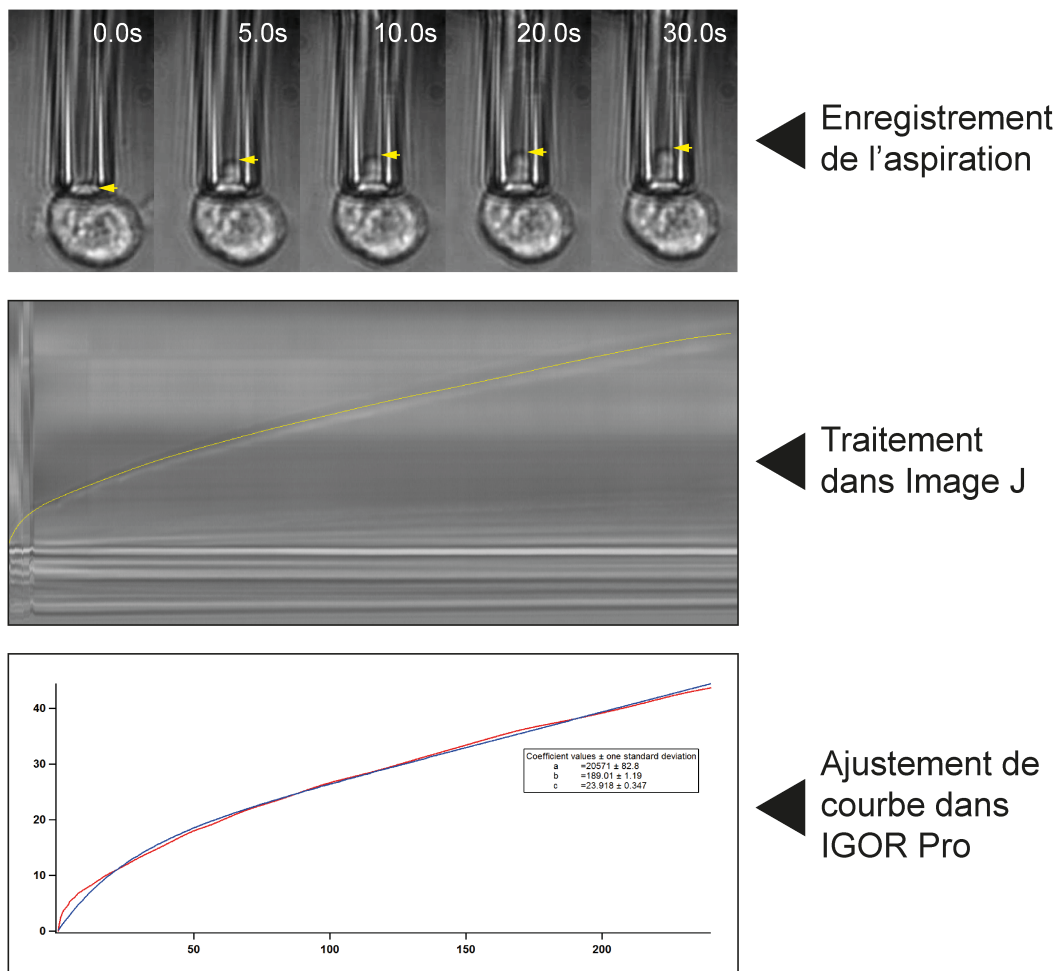 0.0s 5.0s 10.0s 20.0s 30.0s
Enregistrement
de l’aspiration
Traitement
dans Image J
40
30
20
10
0
50 100 150 200
Coefficient values ± one standard deviation
a =20571 ± 82.8
b =189.01 ± 1.19
c =23.918 ± 0.347
Ajustement de
courbe dans
IGOR Pro